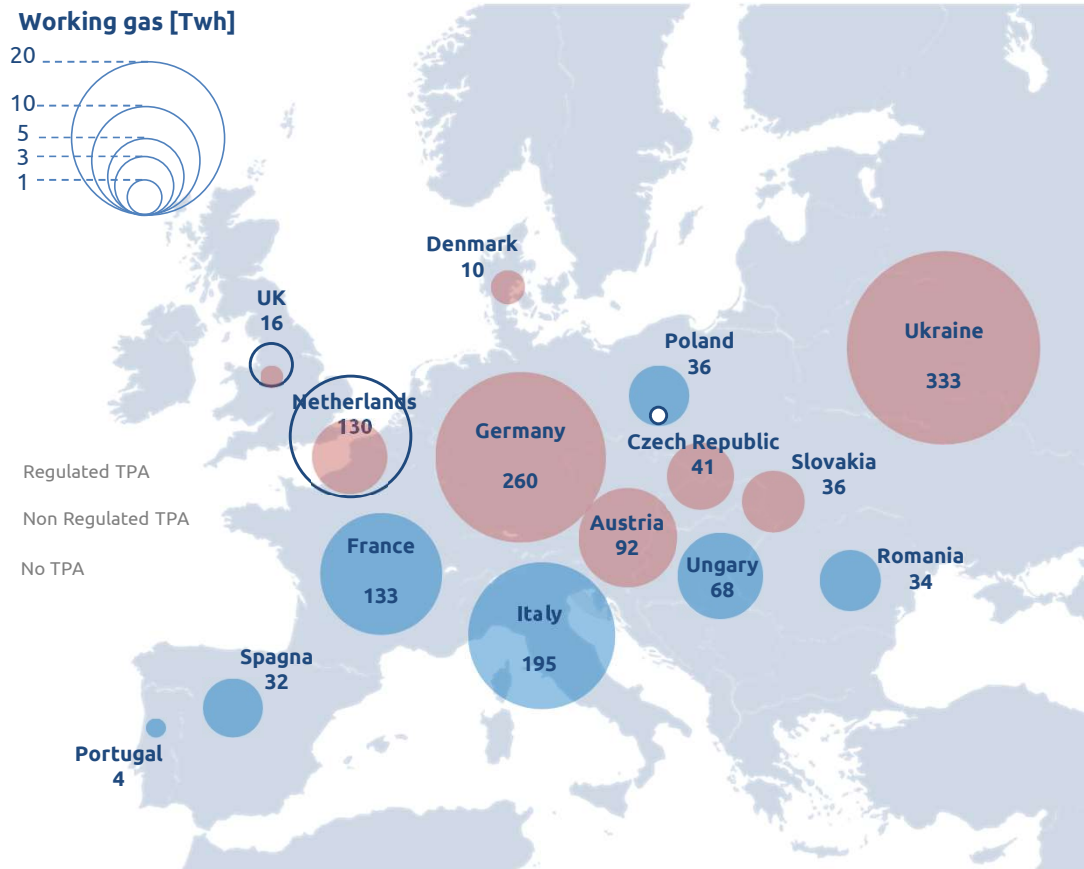 Working gas [Twh]
20
10
5
3
1
Denmark
10
UK
16
Ukraine
333
Poland
36
Netherlands
130
Germany
260
Czech Republic
41
Slovakia
36
Regulated TPA
Non Regulated TPA
No TPA
Austria
92
France
133
Ungary
68
Romania
34
Italy
195
Spagna
32
Portugal
4